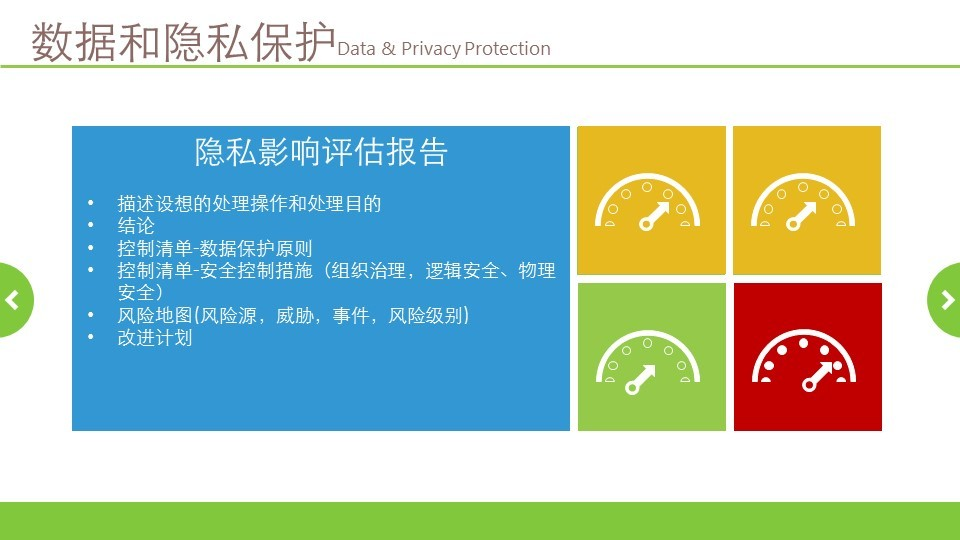 数据和隐私保护Data & Privacy Protection
隐私影响评估报告
• 描述设想的处理操作和处理目的
• 结论
• 控制清单-数据保护原则
• 控制清单-安全控制措施（组织治理，逻辑安全、物理
安全）
• 风险地图(风险源，威胁，事件，风险级别)
• 改进计划